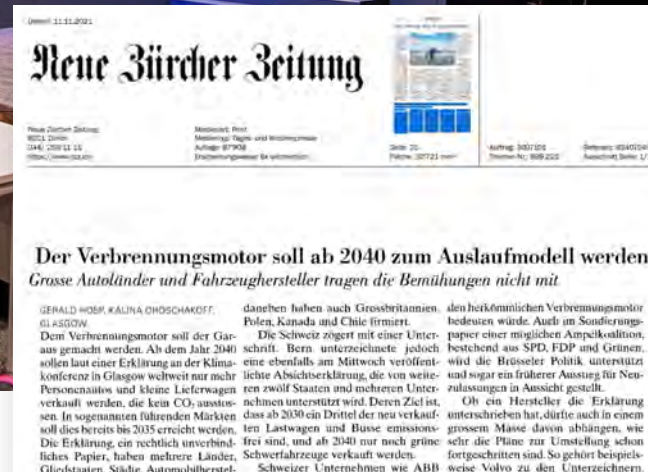 11.11.2021
Neue Zürcher Zeitung
Neue Zürcher Zeitung
8021 Zürich
Medienart: Print
Auflage:
Der Verbrennungsmotor soll ab 2040 zum Auslaufmodell werden
Grosse Autoländer und Fahrzeughersteller tragen die Bemühungen nicht mit
GERALD HOSP, KALINA OROSCHAKOFF,
GLASGOW
Dem Verbrennungsmotor soll der Gar-
aus gemacht werden. Ab dem Jahr 2040
sollen laut einer Erklärung an der Klima-
konferenz in Glasgow weltweit nur mehr
Personenautos und kleine Lieferwagen
verkauft werden, die kein CO₂ ausstos-
sen. In sogenannten führenden Märkten
soll dies bereits bis 2035 erreicht werden.
Die Erklärung, ein rechtlich unverbind-
liches Papier, haben mehrere Länder,
Gliedstaaten, Städte, Automobilherstel-
daneben haben auch Grossbritannien,
Polen, Kanada und Chile firmiert.
Die Schweiz zögert mit einer Unter-
schrift. Bern unterzeichnete jedoch
eine ebenfalls am Mittwoch veröffent-
lichte Absichtserklärung, die von weite-
ren zwölf Staaten und mehreren Unter-
nehmen unterstützt wird. Deren Ziel ist,
dass ab 2030 ein Drittel der neu verkauf-
ten Lastwagen und Busse emissions-
frei sind, und ab 2040 nur noch grüne
Schwerfahrzeuge verkauft werden.
Schweizer Unternehmen wie ABB
den herkömmlichen Verbrennungsmotor
bedeuten würde. Auch im Sondierungs-
papier einer möglichen Ampelkoalition,
bestehend aus SPD, FDP und Grünen,
wird die Brüsseler Politik unterstützt
und sogar ein früherer Ausstieg für Neu-
zulassungen in Aussicht gestellt.
Ob ein Hersteller die Erklärung
unterschrieben hat, dürfte auch in einem
grossem Masse davon abhängen, wie
sehr die Pläne zur Umstellung schon
fortgeschritten sind. So gehört beispiels-
weise Volvo zu den Unterzeichnern.